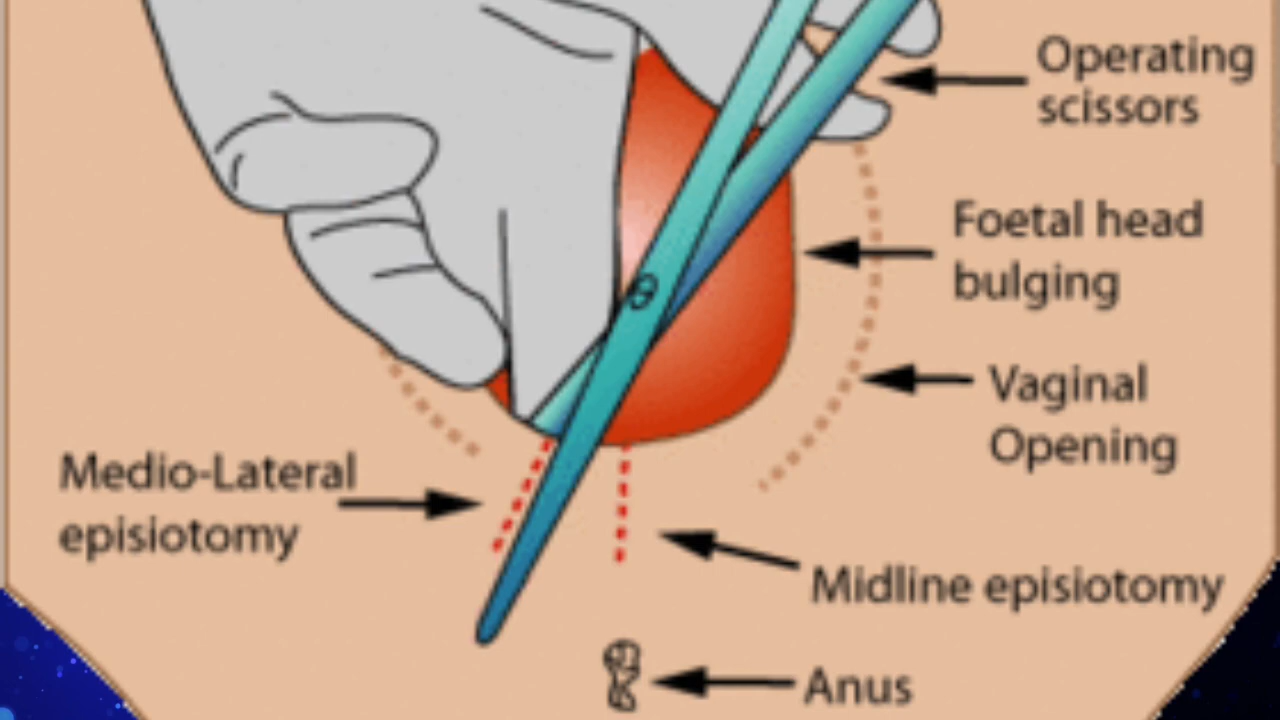 Operating
scissors
Foetal head
bulging
Vaginal
Opening
Medio-Lateral
episiotomy
Midline episiotomy
Anus